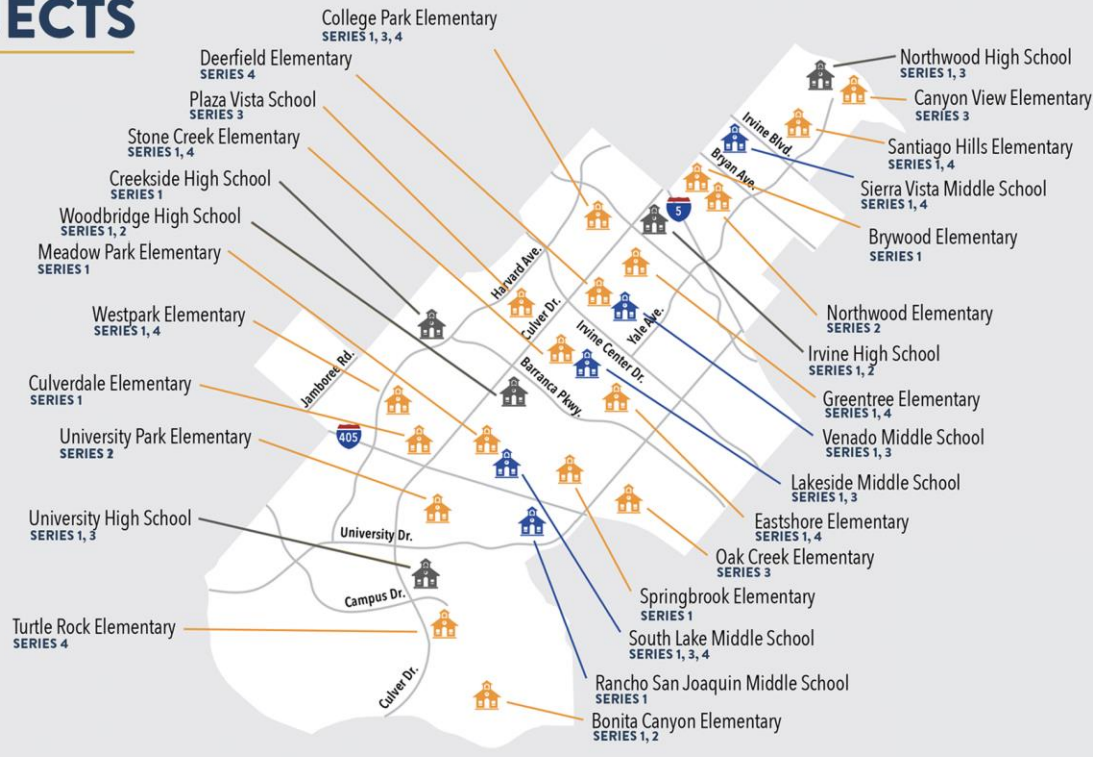 ECTS
College Park Elementary
SERIES 1, 3, 4
Deerfield Elementary
SERIES 4
Plaza Vista School
SERIES 3
Stone Creek Elementary
SERIES 1, 4
Creekside High School
SERIES 1
Woodbridge High School
SERIES 1, 2
Meadow Park Elementary
SERIES 1
Westpark Elementary
SERIES 1, 4
Culverdale Elementary
SERIES 1
University Park Elementary
SERIES 2
University High School
SERIES 1, 3
Turtle Rock Elementary
SERIES 4
Northwood High School
SERIES 1, 3
Canyon View Elementary
SERIES 3
Santiago Hills Elementary
SERIES 1, 4
Sierra Vista Middle School
SERIES 1, 4
Brywood Elementary
SERIES 1
Northwood Elementary
SERIES 2
Irvine High School
SERIES 1, 2
Greentree Elementary
SERIES 1, 4
Venado Middle School
SERIES 1, 3
Lakeside Middle School
SERIES 1, 3
Eastshore Elementary
SERIES 1, 4
Oak Creek Elementary
SERIES 3
Springbrook Elementary
SERIES 1
South Lake Middle School
SERIES 1, 3, 4
Rancho San Joaquin Middle School
SERIES 1
Bonita Canyon Elementary
SERIES 1, 2
Irvine Blvd.
Bryan Ave.
5
Harvard Ave.
Culver Dr.
Yale Ave.
Irvine Center Dr.
Barranca Pkwy.
Jamboree Rd.
405
University Dr.
Campus Dr.
Culver Dr.